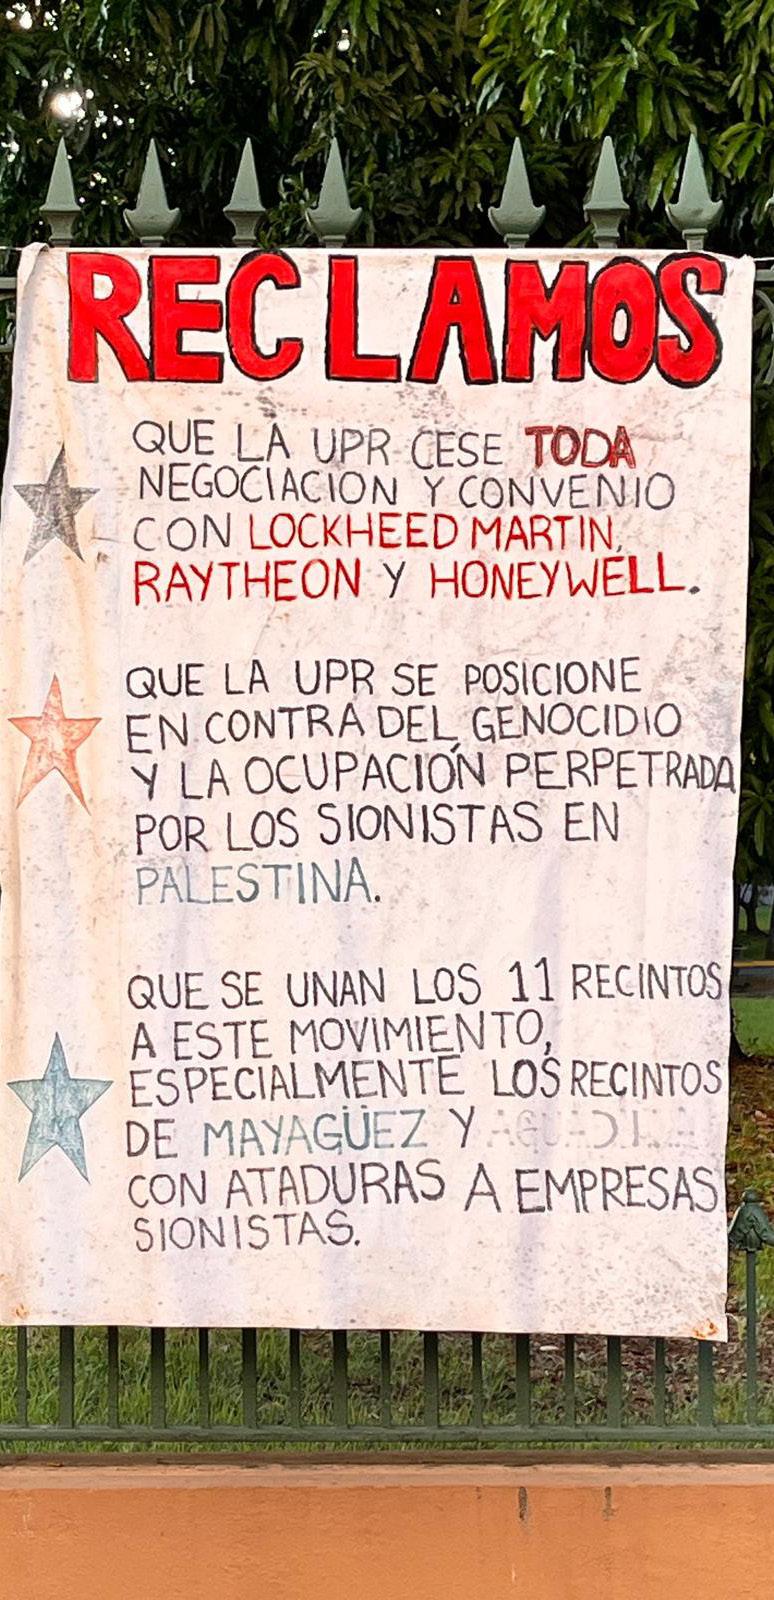 RECLAMOS
QUE LA UPR CESE TODA
NEGOCIACION Y CONVENIO
CON LOCKHEED MARTIN,
RAYTHEON Y HONEYWELL.
QUE LA UPR SE POSICIONE
EN CONTRA DEL GENOCIDIO
Y LA OCUPACIÓN PERPETRADA
POR LOS SIONISTAS EN
PALESTINA.
QUE SE UNAN LOS 11 RECINTOS
A ESTE MOVIMIENTO,
ESPECIALMENTE LOS RECINTOS
DE MAYAGÜEZ Y
CON ATADURAS A EMPRESAS
SIONISTAS.